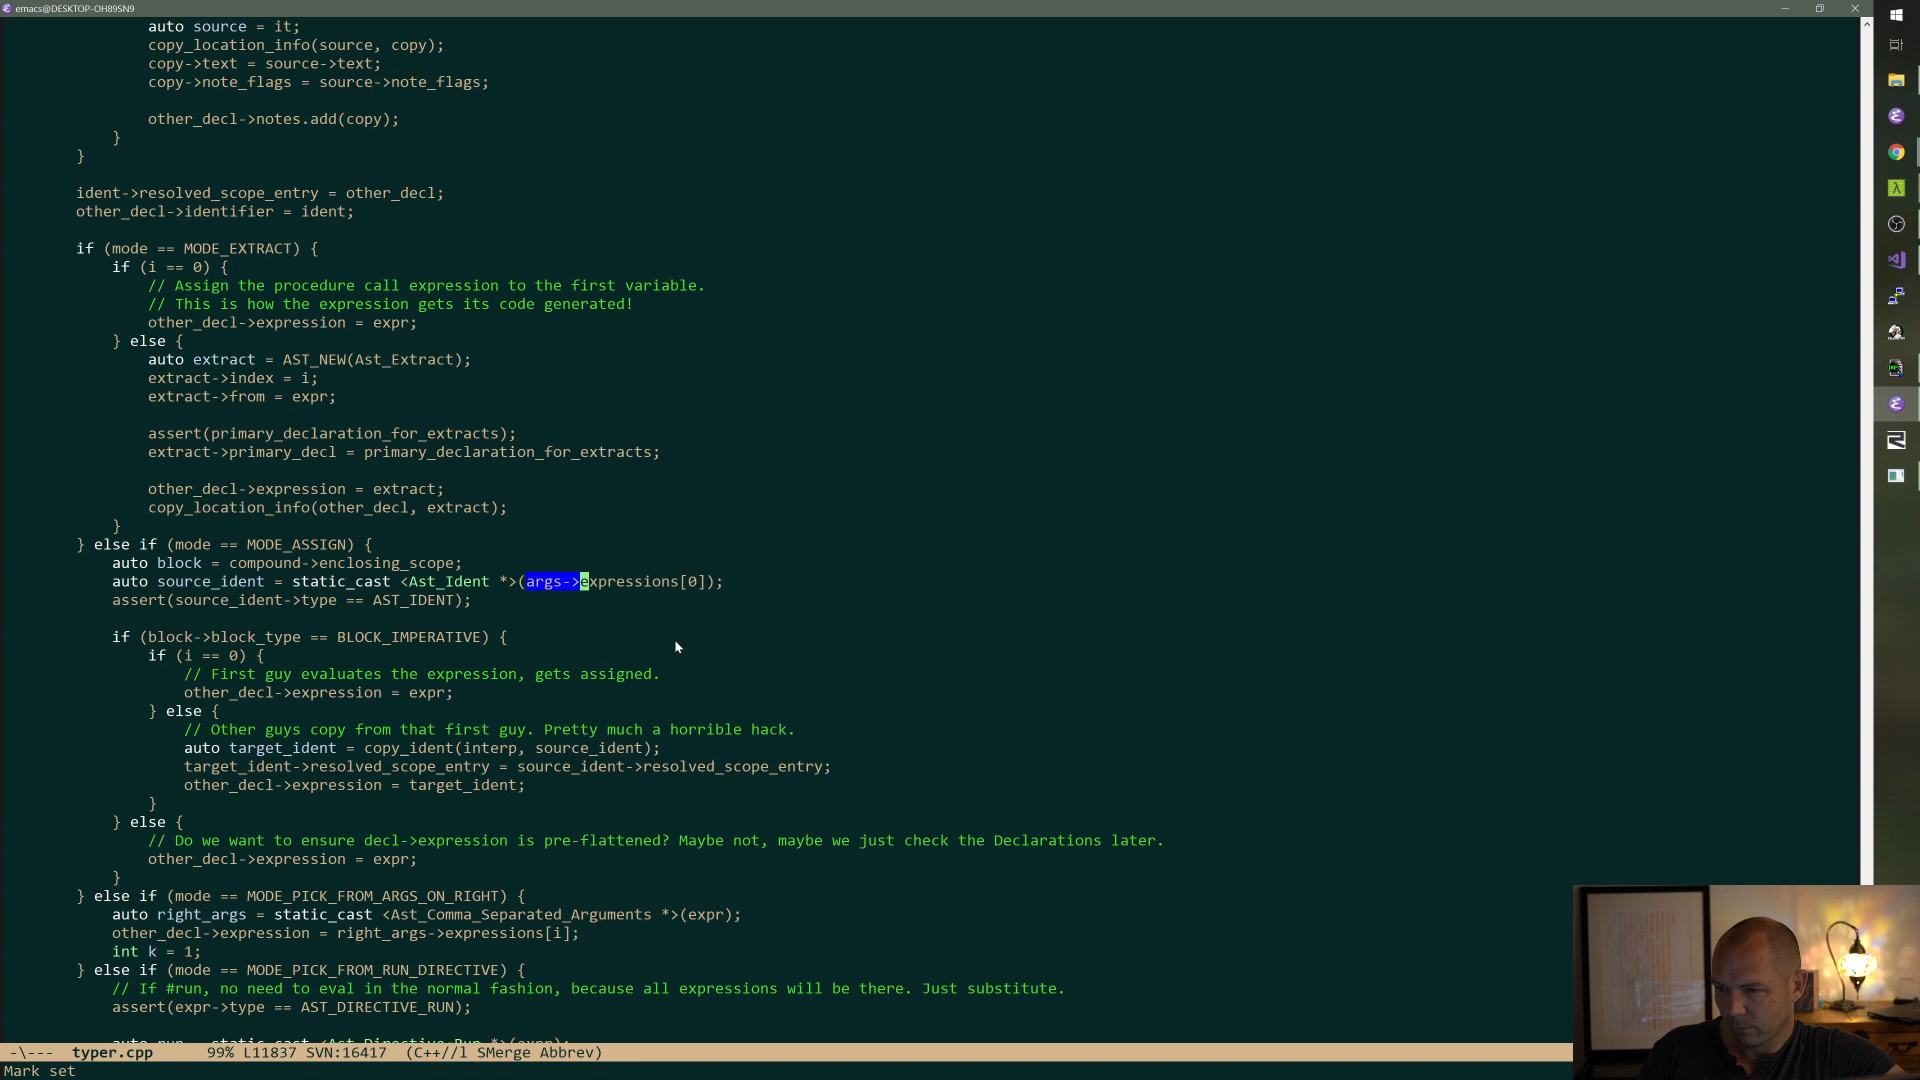 emacs@DESKTOP-OH89SN9
auto source = it;
copy_location_info(source, copy);
copy->text = source->text;
copy->note_flags = source->note_flags;
other_decl->notes.add(copy);
}
}
ident->resolved_scope_entry = other_decl;
other_decl->identifier = ident;
if (mode == MODE_EXTRACT) {
if (i == 0) {
// Assign the procedure call expression to the first variable.
// This is how the expression gets its code generated!
other_decl->expression = expr;
} else {
auto extract = AST_NEW(Ast_Extract);
extract->index = i;
extract->from = expr;
assert(primary_declaration_for_extracts);
extract->primary_decl = primary_declaration_for_extracts;
other_decl->expression = extract;
copy_location_info(other_decl, extract);
}
} else if (mode == MODE_ASSIGN) {
auto block = compound->enclosing_scope;
auto source_ident = static_cast <Ast_Ident *>(args->expressions[0]);
assert(source_ident->type == AST_IDENT);
if (block->block_type == BLOCK_IMPERATIVE) {
if (i == 0) {
// First guy evaluates the expression, gets assigned.
other_decl->expression = expr;
} else {
// Other guys copy from that first guy. Pretty much a horrible hack.
auto target_ident = copy_ident(interp, source_ident);
target_ident->resolved_scope_entry = source_ident->resolved_scope_entry;
other_decl->expression = target_ident;
}
} else {
// Do we want to ensure decl->expression is pre-flattened? Maybe not, maybe we just check the Declarations later.
other_decl->expression = expr;
}
} else if (mode == MODE_PICK_FROM_ARGS_ON_RIGHT) {
auto right_args = static_cast <Ast_Comma_Separated_Arguments *>(expr);
other_decl->expression = right_args->expressions[i];
int k = 1;
} else if (mode == MODE_PICK_FROM_RUN_DIRECTIVE) {
// If #run, no need to eval in the normal fashion, because all expressions will be there. Just substitute.
assert(expr->type == AST_DIRECTIVE_RUN);
auto run = static_cast <Ast_Directive_Run *>(expr);
-\--- typer.cpp 99% L11837 SVN:16417 (C++//l SMerge Abbrev)
Mark set